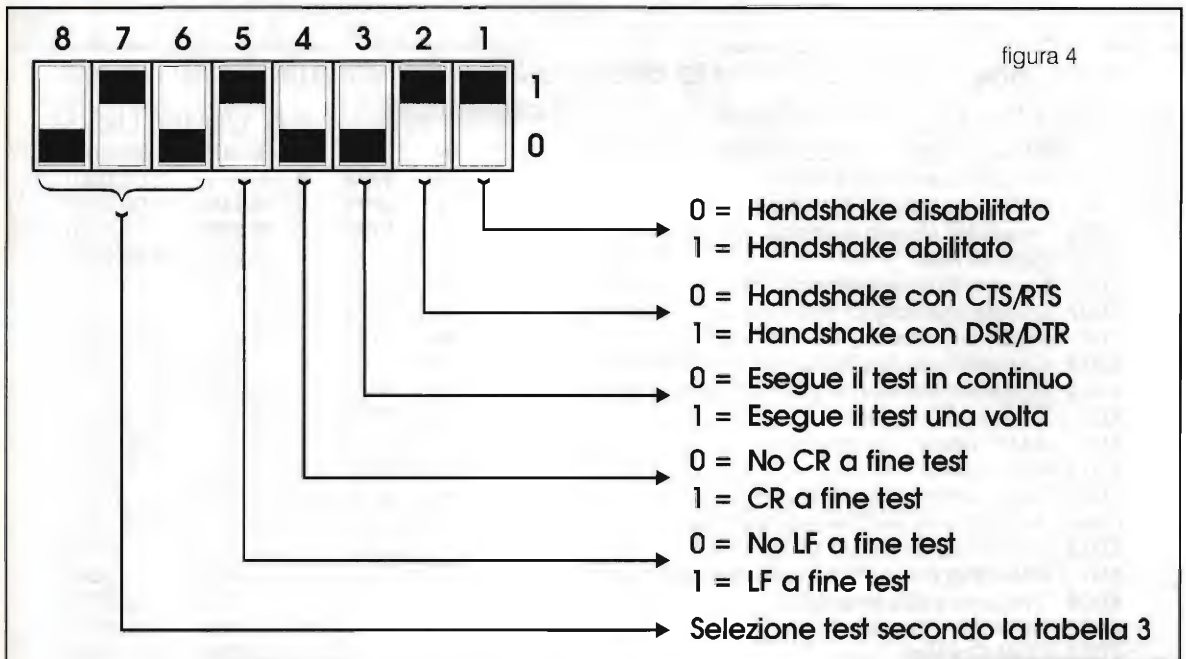 8 7 6 5 4 3 2 1
figura 4
1
0
0 = Handshake disabilitato
1 = Handshake abilitato
0 = Handshake con CTS/RTS
1 = Handshake con DSR/DTR
0 = Esegue il test in continuo
1 = Esegue il test una volta
0 = No CR a fine test
1 = CR a fine test
0 = No LF a fine test
1 = LF a fine test
Selezione test secondo la tabella 3